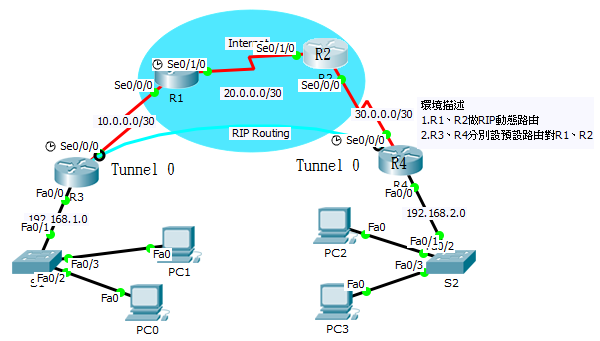 Internet
Se0/1/0
R2
Se0/1/0
Se0/0/0
R1
Se0/0/0
20.0.0.0/30
30.0.0.0/30
10.0.0.0/30
環境描述
1.R1、R2做RIP動態路由
2.R3、R4分別設預設路由對R1、R2
RIP Routing
Se0/0/0
Se0/0/0
Tunnel 0
Tunnel 0
R4
Fa0/0
R3
Fa0/0
192.168.1.0
192.168.2.0
Fa0/1
Fa0
Fa0/1
PC2
Fa0/3
Fa0
PC1
Fa0/2
Fa0/3
S2
Fa0
PC0
Fa0
PC3